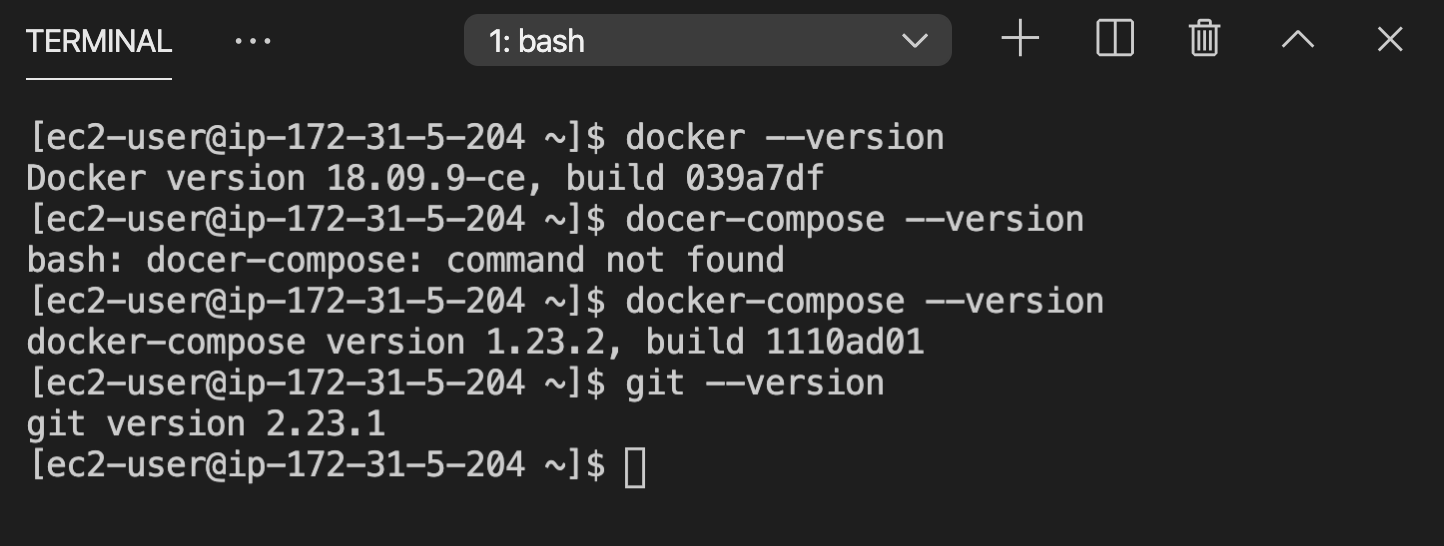 TERMINAL ... 1: bash
[ec2-user@ip-172-31-5-204 ~]$ docker --version
Docker version 18.09.9-ce, build 039a7df
[ec2-user@ip-172-31-5-204 ~]$ docer-compose --version
bash: docer-compose: command not found
[ec2-user@ip-172-31-5-204 ~]$ docker-compose --version
docker-compose version 1.23.2, build 1110ad01
[ec2-user@ip-172-31-5-204 ~]$ git --version
git version 2.23.1
[ec2-user@ip-172-31-5-204 ~]$